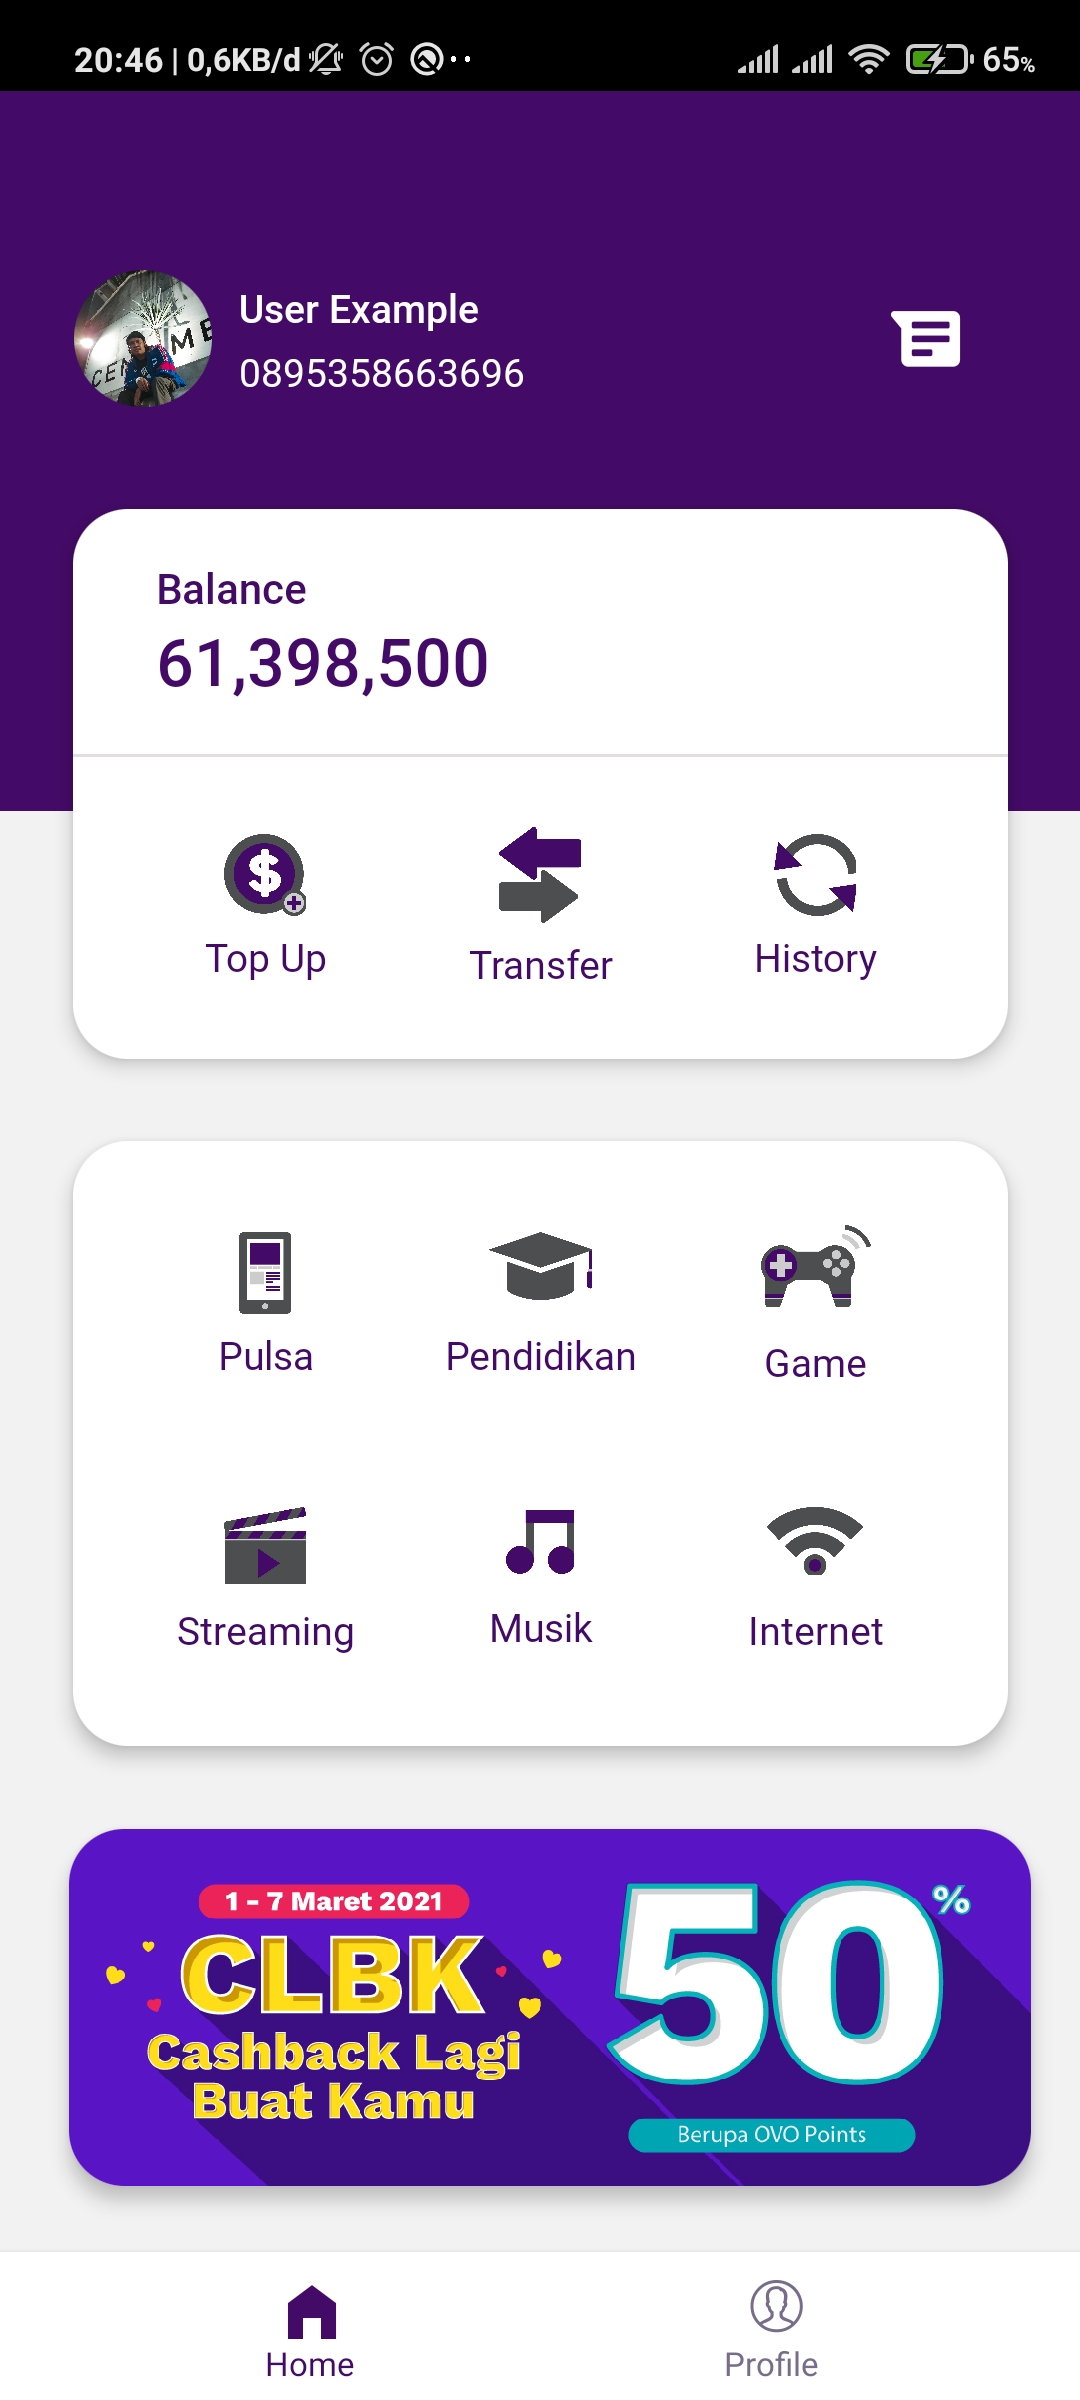 20:46 | 0,6KB/d
65%
User Example
0895358663696
Balance
61,398,500
Top Up
Transfer
History
Pulsa
Pendidikan
Game
Streaming
Musik
Internet
1 - 7 Maret 2021
CLBK
Cashback Lagi
Buat Kamu
50%
Berupa OVO Points
Home
Profile